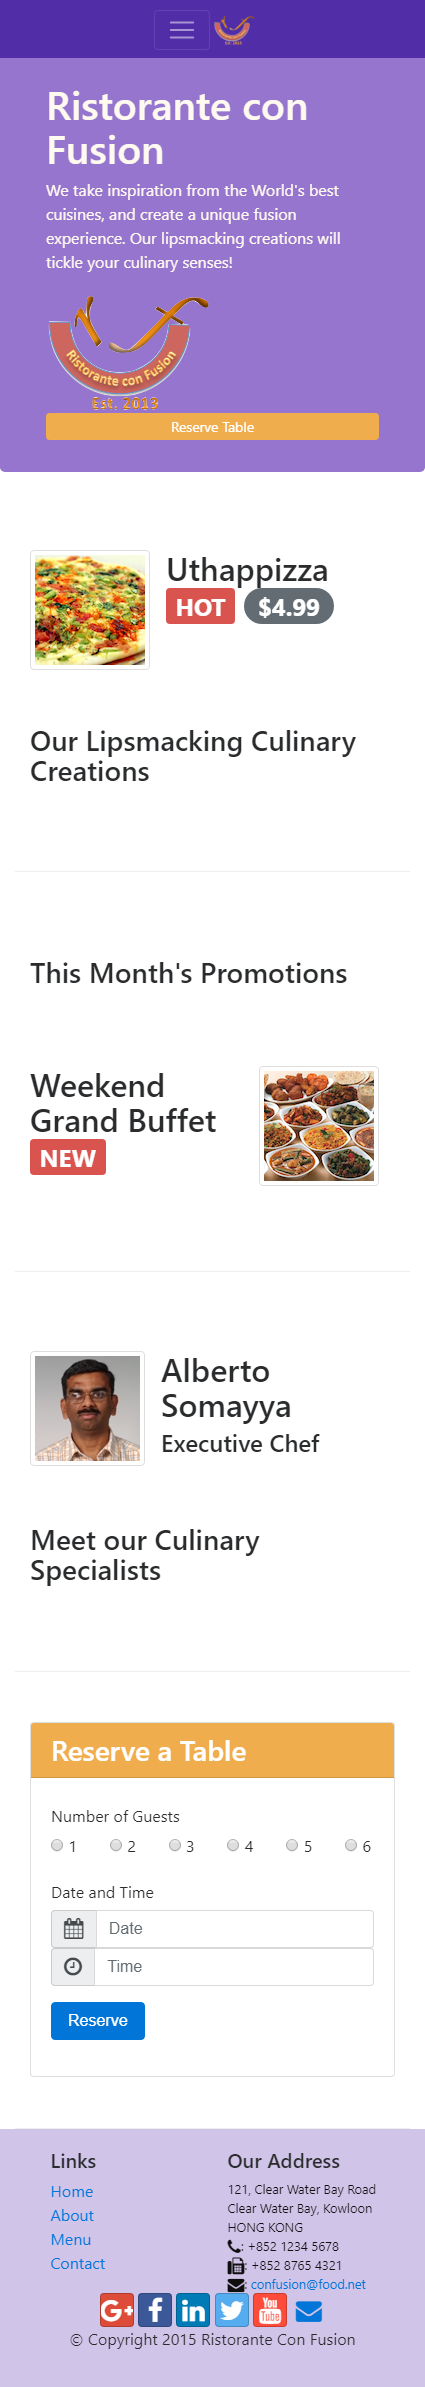 Ristorante con
Fusion
We take inspiration from the World's best
cuisines, and create a unique fusion
experience. Our lipsmacking creations will
tickle your culinary senses!
Ristorante con Fusion
Est. 2013
Reserve Table
Uthappizza
HOT $4.99
Our Lipsmacking Culinary
Creations
This Month's Promotions
Weekend
Grand Buffet
NEW
Alberto
Somayya
Executive Chef
Meet our Culinary
Specialists
Reserve a Table
Number of Guests
1 2 3 4 5 6
Date and Time
Date
Time
Reserve
Links
Home
About
Menu
Contact
Our Address
121, Clear Water Bay Road
Clear Water Bay, Kowloon
HONG KONG
: +852 1234 5678
: +852 8765 4321
: confusion@food.net
G+ f in You Tube
© Copyright 2015 Ristorante Con Fusion